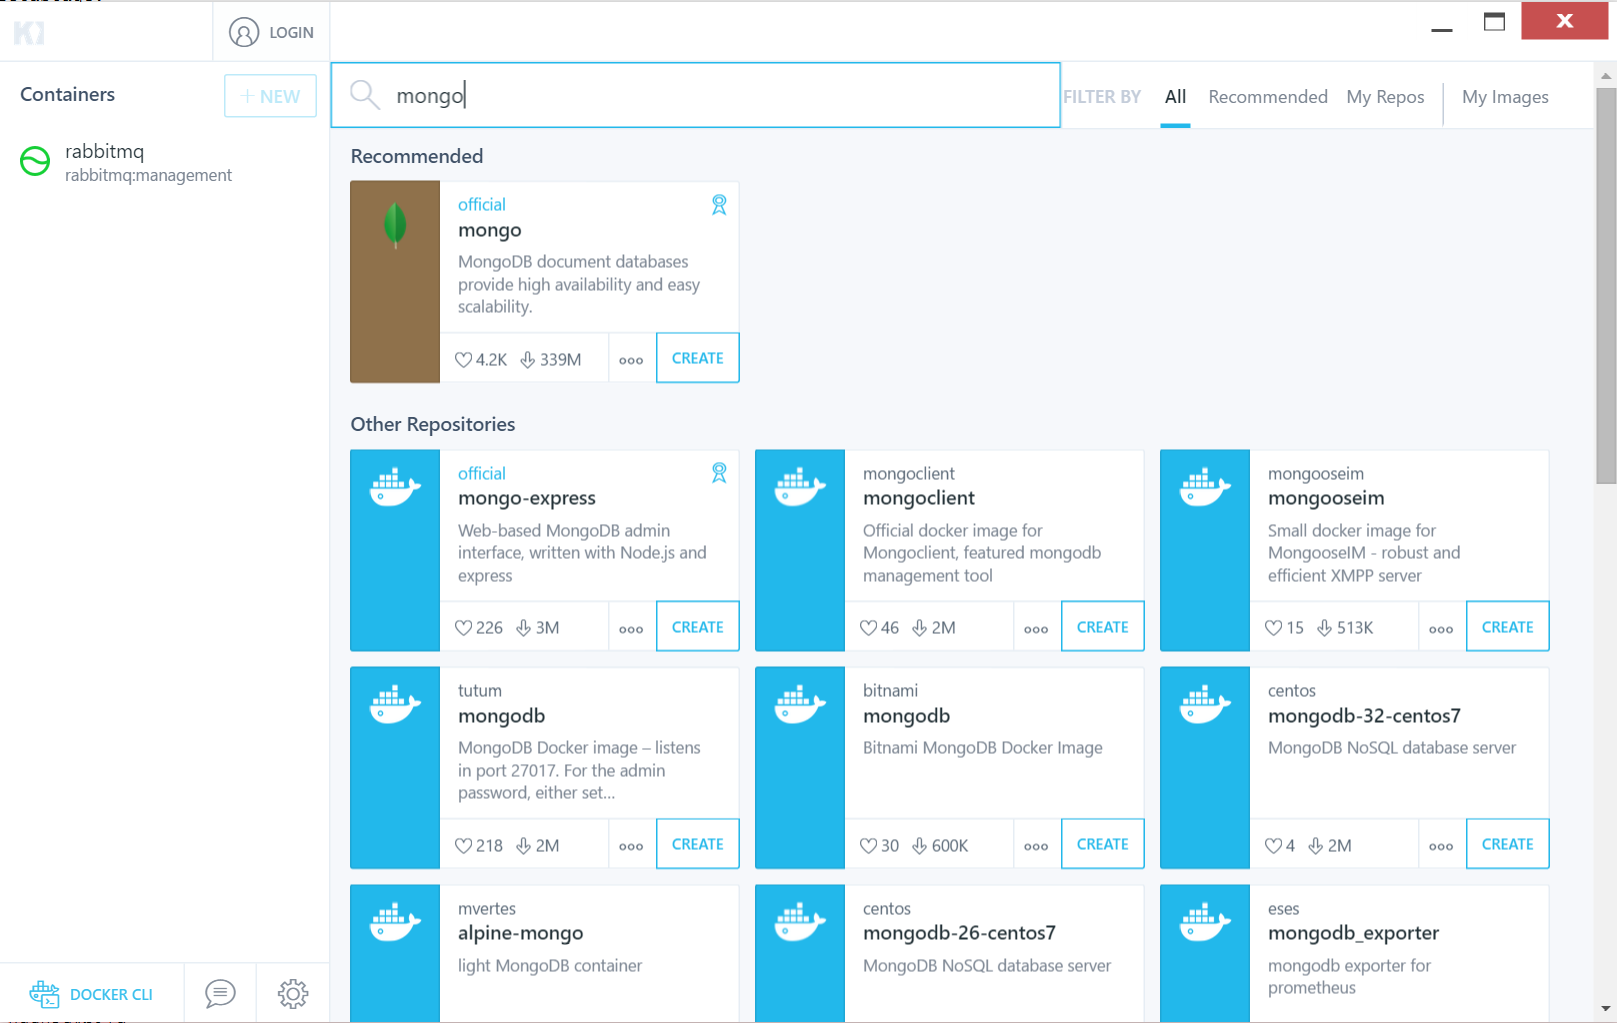 LOGIN
Containers
+ NEW
rabbitmq
rabbitmq:management
mongo
FILTER BY All Recommended My Repos My Images
Recommended
official
mongo
MongoDB document databases
provide high availability and easy
scalability.
4.2K 339M CREATE
Other Repositories
official
mongo-express
Web-based MongoDB admin
interface, written with Node.js and
express
226 3M CREATE
mongoclient
mongoclient
Official docker image for
Mongoclient, featured mongodb
management tool
46 2M CREATE
mongooseim
mongooseim
Small docker image for
MongooseIM - robust and
efficient XMPP server
15 513K CREATE
tutum
mongodb
MongoDB Docker image – listens
in port 27017. For the admin
password, either set...
218 2M CREATE
bitnami
mongodb
Bitnami MongoDB Docker Image
30 600K CREATE
centos
mongodb-32-centos7
MongoDB NoSQL database server
4 2M CREATE
mvertes
alpine-mongo
light MongoDB container
centos
mongodb-26-centos7
MongoDB NoSQL database server
eses
mongodb_exporter
mongodb exporter for
prometheus
DOCKER CLI